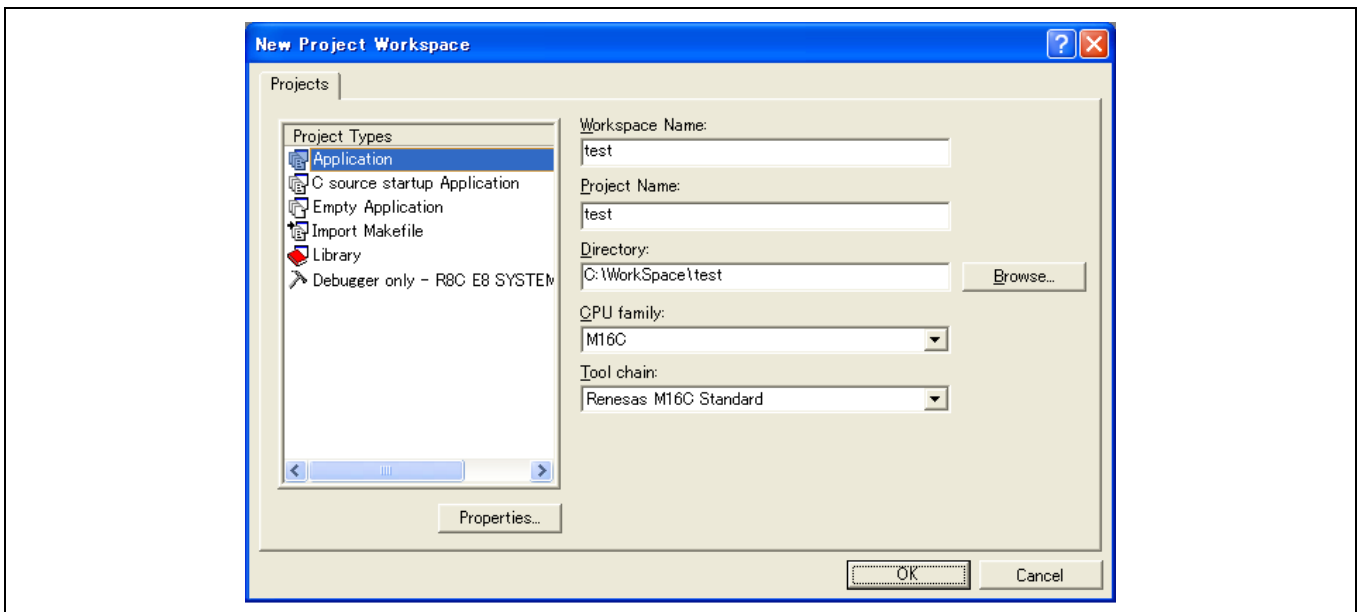 New Project Workspace
Projects
Project Types
Application
C source startup Application
Empty Application
Import Makefile
Library
Debugger only - R8C E8 SYSTEM
Properties...
Workspace Name:
test
Project Name:
test
Directory:
C:\WorkSpace\test
Browse...
CPU family:
M16C
Tool chain:
Renesas M16C Standard
OK
Cancel